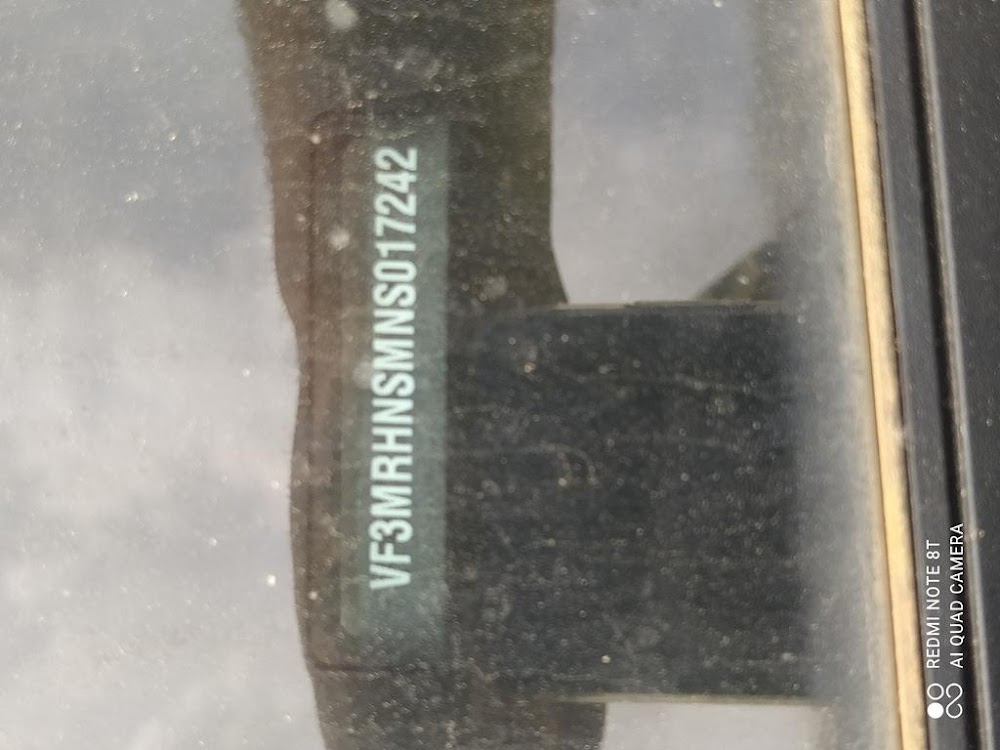 VF3MRHNSMNS017242
REDMI NOTE 8T
AI QUAD CAMERA